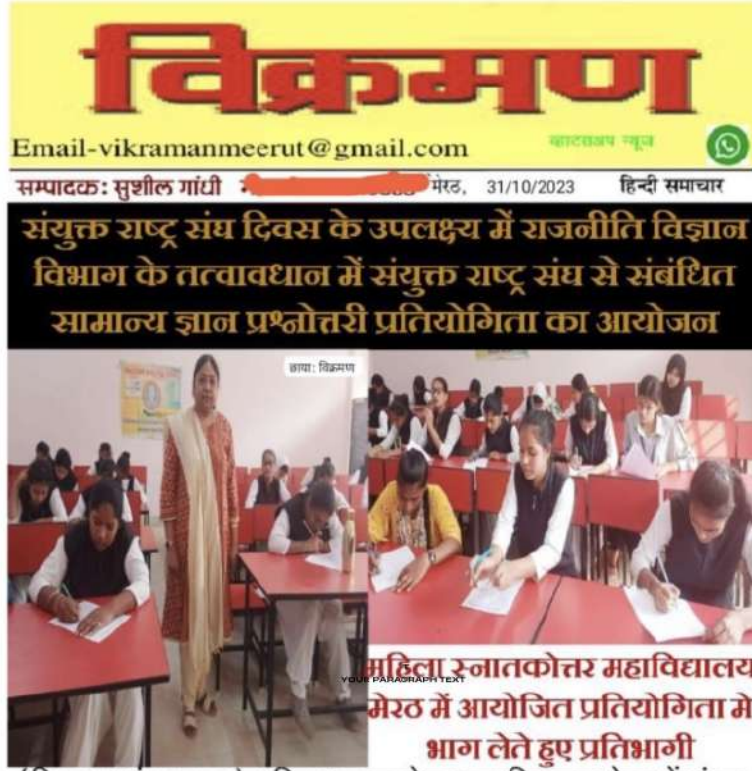 विक्रमण
Email-vikramanmeerut@gmail.com
व्हाटसअप न्यूज
सम्पादक: सुशील गांधी
मेरठ, 31/10/2023 हिन्दी समाचार
संयुक्त राष्ट्र संघ दिवस के उपलक्ष्य में राजनीति विज्ञान
विभाग के तत्वावधान में संयुक्त राष्ट्र संघ से संबंधित
सामान्य ज्ञान प्रश्नोत्तरी प्रतियोगिता का आयोजन
छाया: विक्रमण
महिला स्नातकोत्तर महाविद्यालय
YOUR PARAGRAPH TEXT
मेरठ में आयोजित प्रतियोगिता में
भाग लेते हुए प्रतिभागी